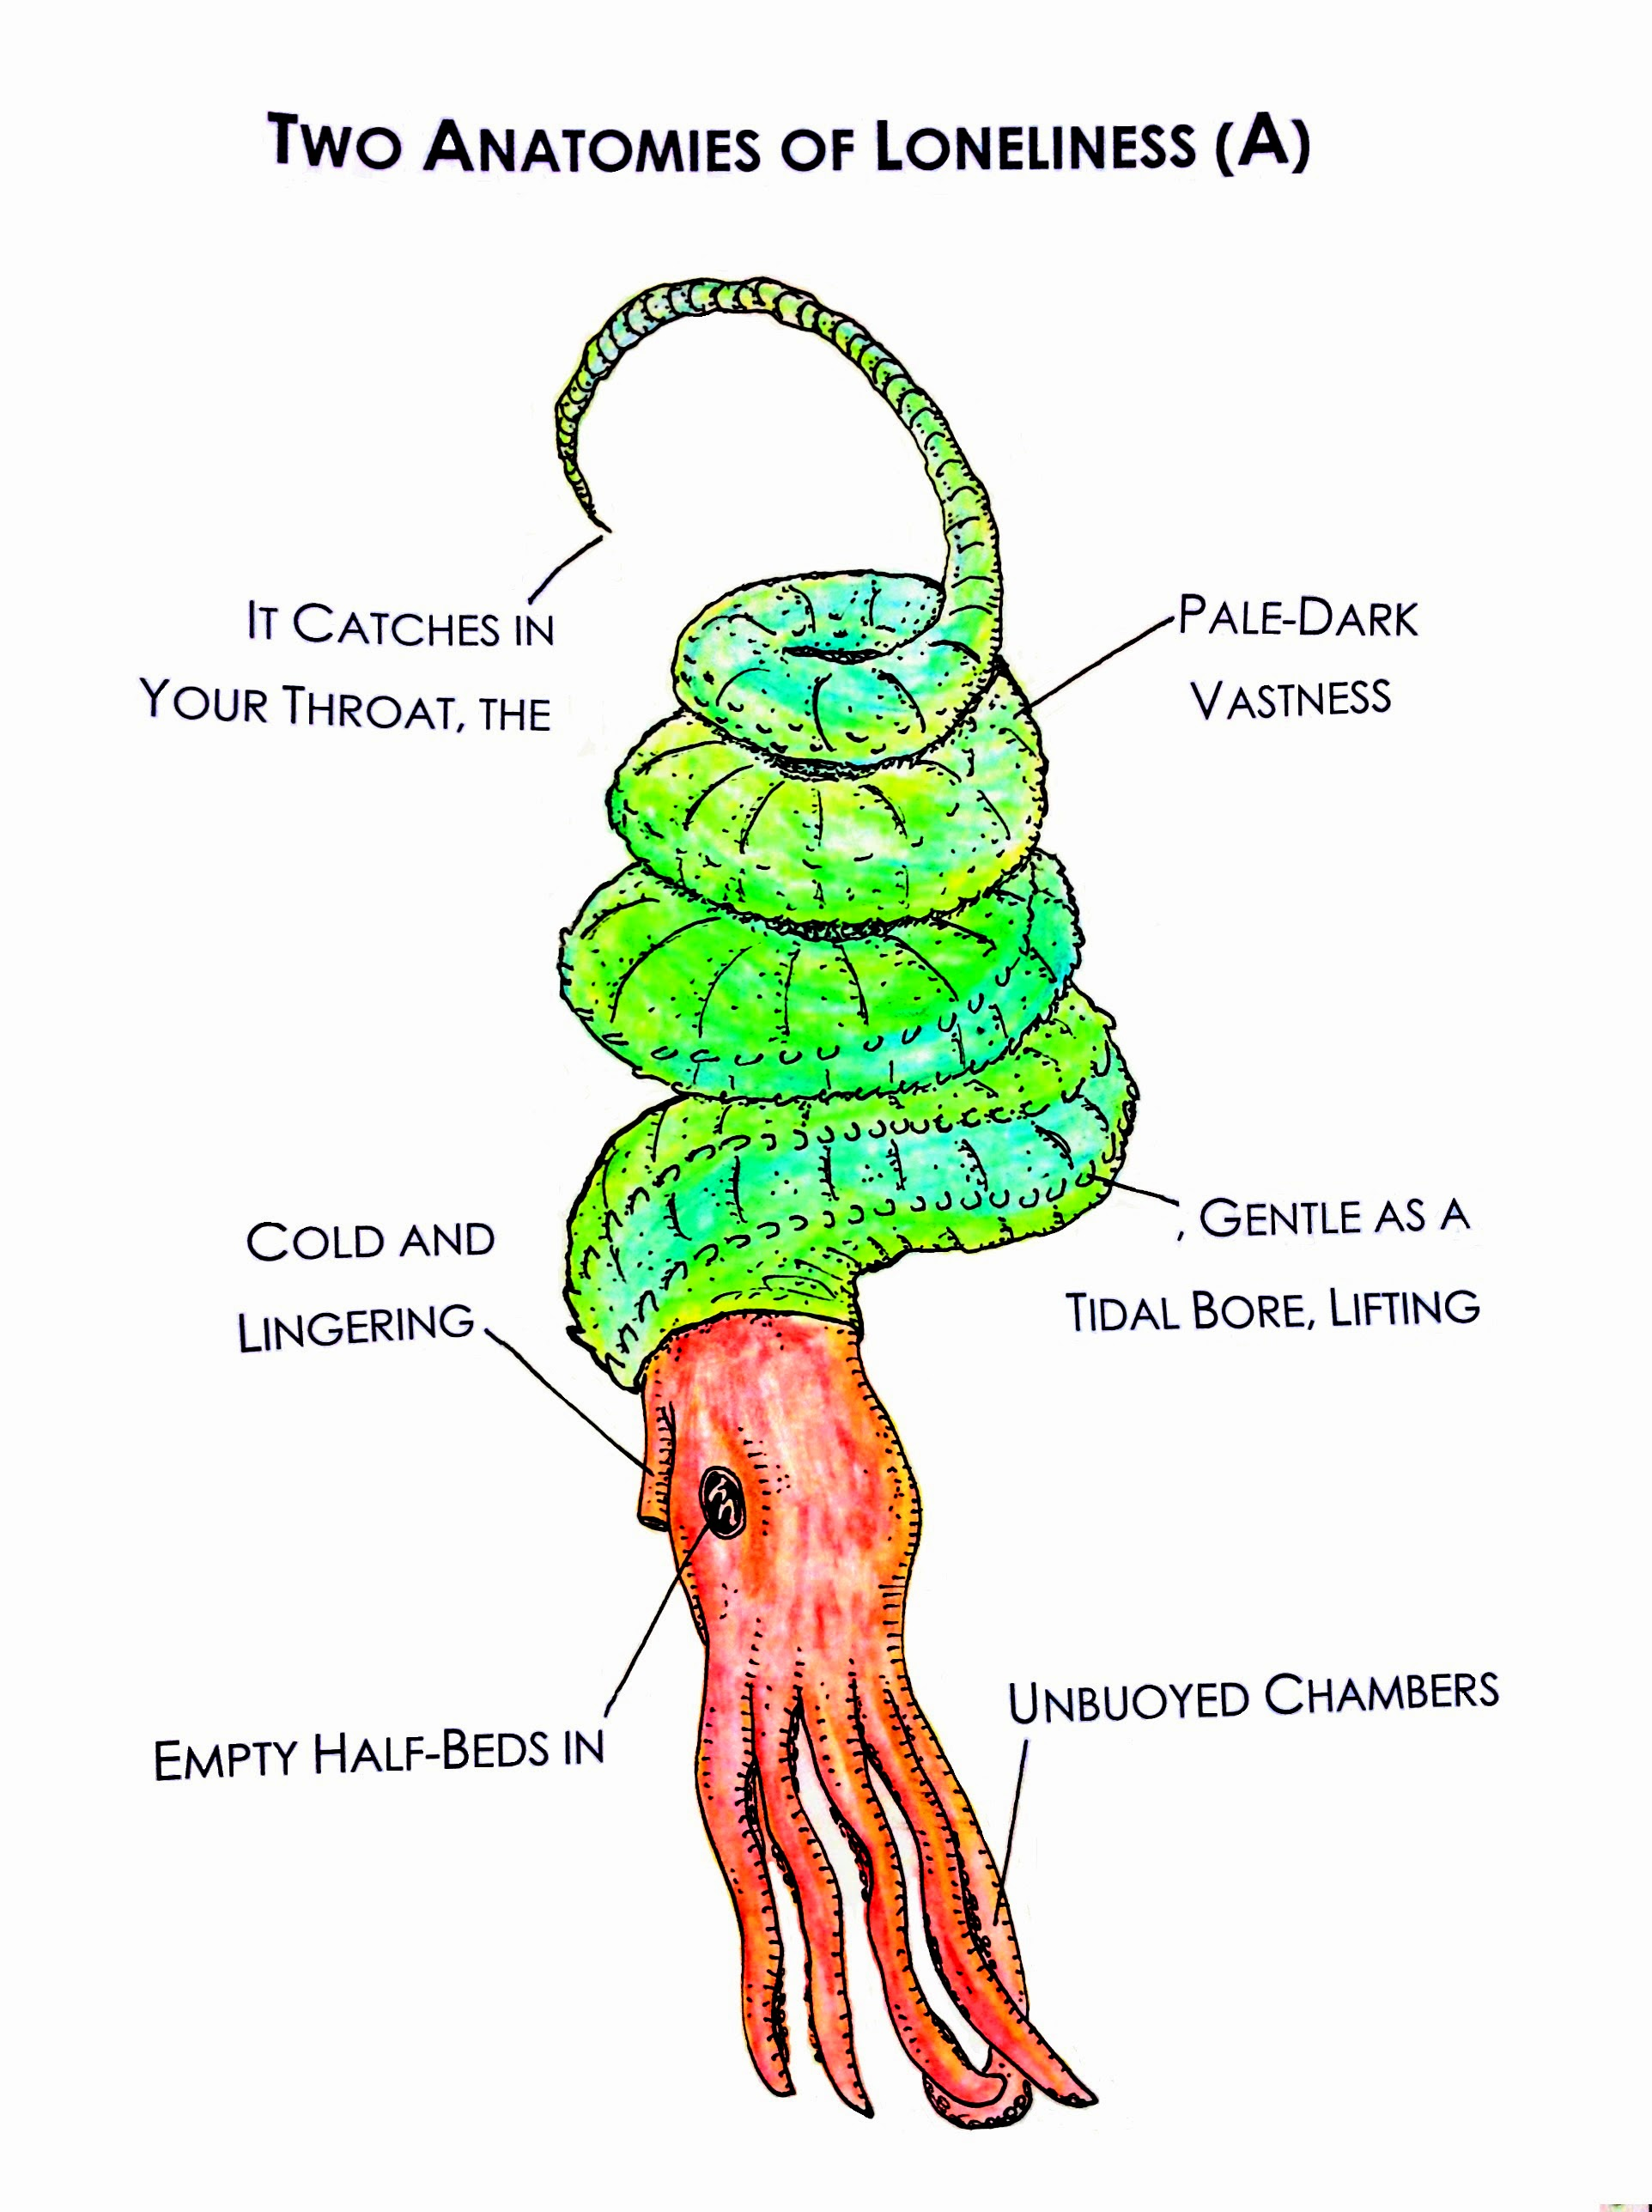 TWO ANATOMIES OF LONELINESS (A)
IT CATCHES IN
YOUR THROAT, THE
PALE-DARK
VASTNESS
COLD AND
LINGERING
, GENTLE AS A
TIDAL BORE, LIFTING
EMPTY HALF-BEDS IN
UNBUOYED CHAMBERS